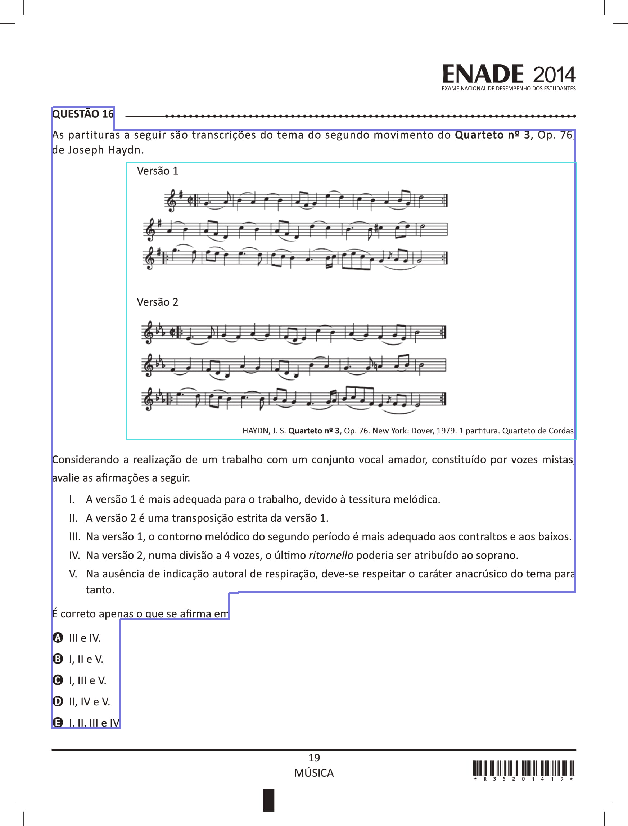 ENADE 2014
EXAME NACIONAL DE DESEMPENHO DOS ESTUDANTES
QUESTÃO 16
As partituras a seguir são transcrições do tema do segundo movimento do Quarteto nº 3, Op. 76
de Joseph Haydn.
Versão 1
Versão 2
HAYDN, J. S. Quarteto nº 3, Op. 76. New York: Dover, 1979. 1 partitura. Quarteto de Cordas
Considerando a realização de um trabalho com um conjunto vocal amador, constituído por vozes mistas
avalie as afirmações a seguir.
I. A versão 1 é mais adequada para o trabalho, devido à tessitura melódica.
II. A versão 2 é uma transposição estrita da versão 1.
III. Na versão 1, o contorno melódico do segundo período é mais adequado aos contraltos e aos baixos.
IV. Na versão 2, numa divisão a 4 vozes, o último ritornello poderia ser atribuído ao soprano.
V. Na ausência de indicação autoral de respiração, deve-se respeitar o caráter anacrúsico do tema para
tanto.
É correto apenas o que se afirma em
A III e IV.
B I, II e V.
C I, III e V.
D II, IV e V.
E I, II, III e IV
19
MÚSICA